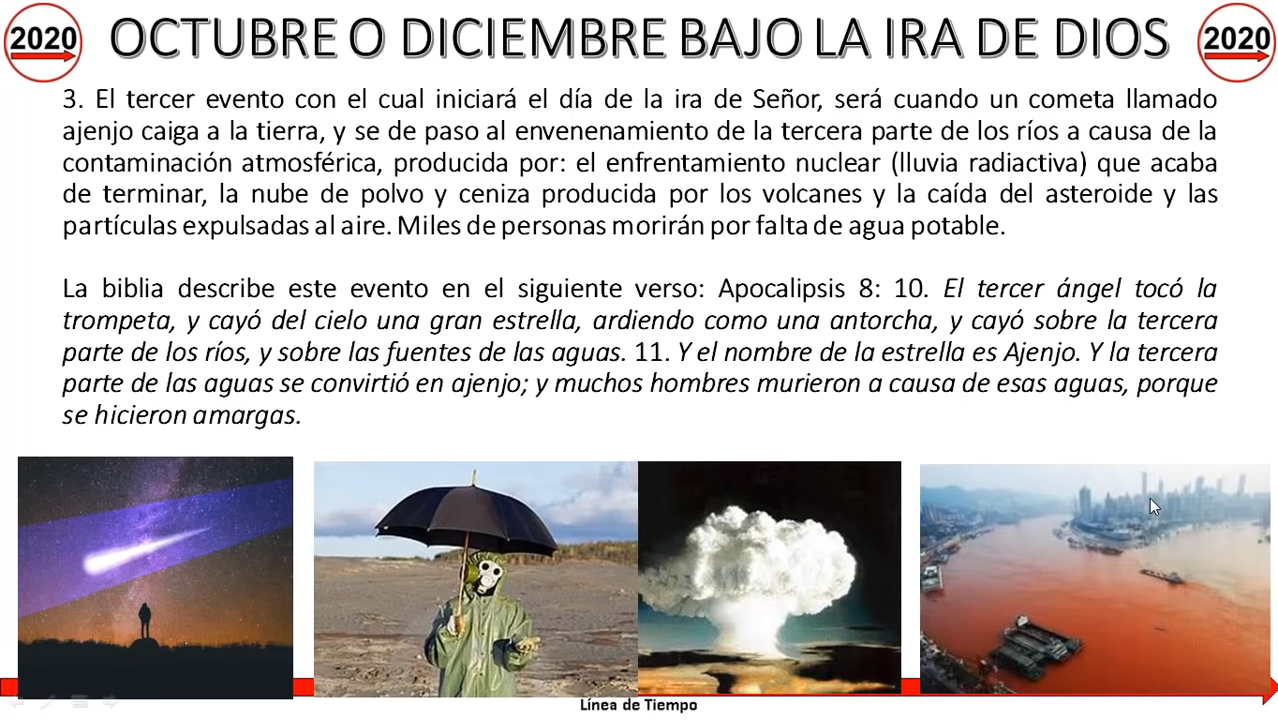 2020
OCTUBRE O DICIEMBRE BAJO LA IRA DE DIOS
2020
3. El tercer evento con el cual iniciará el día de la ira de Señor, será cuando un cometa llamado
ajenjo caiga a la tierra, y se de paso al envenenamiento de la tercera parte de los ríos a causa de la
contaminación atmosférica, producida por: el enfrentamiento nuclear (lluvia radiactiva) que acaba
de terminar, la nube de polvo y ceniza producida por los volcanes y la caída del asteroide y las
partículas expulsadas al aire. Miles de personas morirán por falta de agua potable.
La biblia describe este evento en el siguiente verso: Apocalipsis 8: 10. El tercer ángel tocó la
trompeta, y cayó del cielo una gran estrella, ardiendo como una antorcha, y cayó sobre la tercera
parte de los ríos, y sobre las fuentes de las aguas. 11. Y el nombre de la estrella es Ajenjo. Y la tercera
parte de las aguas se convirtió en ajenjo; y muchos hombres murieron a causa de esas aguas, porque
se hicieron amargas.
Línea de Tiempo